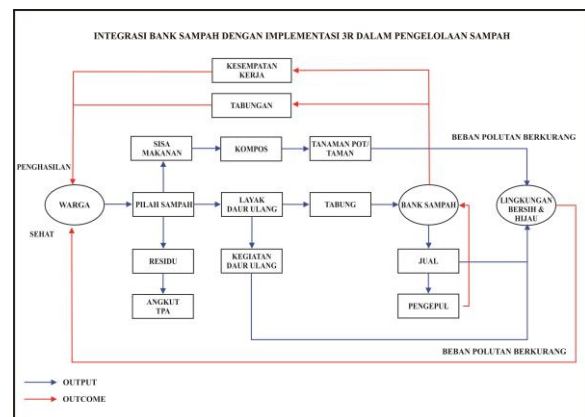 INTEGRASI BANK SAMPAH DENGAN IMPLEMENTASI 3R DALAM PENGELOLAAN SAMPAH
KESEMPATAN
KERJA
TABUNGAN
BEBAN POLUTAN BERKURANG
SISA
MAKANAN
KOMPOS
TANAMAN POT/
TAMAN
PENGHASILAN
WARGA
PILAH SAMPAH
LAYAK
DAUR ULANG
TABUNG
BANK SAMPAH
LINGKUNGAN
BERSIH &
HIJAU
SEHAT
RESIDU
KEGIATAN
DAUR ULANG
JUAL
ANGKUT
TPA
PENGEPUL
BEBAN POLUTAN BERKURANG
OUTPUT
OUTCOME